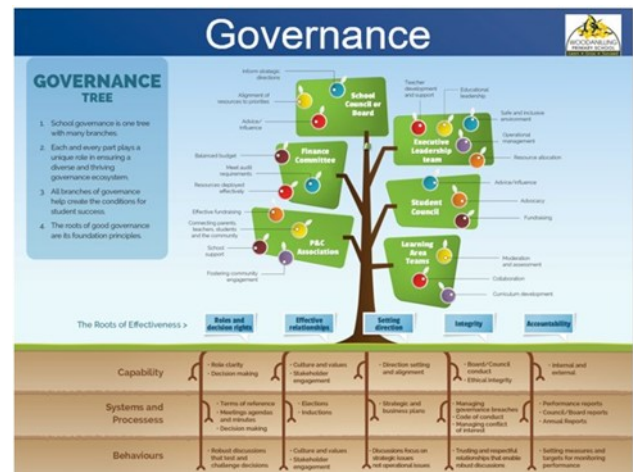 Governance
WOODANILLING
PRIMARY SCHOOL
GOVERNANCE
TREE
1. School governance is one tree
with many branches.
2. Each and every part plays a
unique role in ensuring a
diverse and thriving
governance ecosystem.
3. All branches of governance
help create the conditions for
student success.
4. The roots of good governance
are its foundation principles.
Inform strategic
directions
Alignment of
resources to priorities
Advice/
Influence
School
Council or
Board
Teacher
development
and support
Educational
leadership
Safe and inclusive
environment
Operational
management
Resource allocation
Executive
Leadership
team
Balanced budget
Meet audit
requirements
Resources deployed
effectively
Finance
Committee
Advice/Influence
Advocacy
Fundraising
Student
Council
Effective fundraising
Connecting parents,
teachers, students
and the community
School
support
Fostering community
engagement
P&C
Association
Learning
Area
Teams
Moderation
and assessment
Collaboration
Curriculum development
The Roots of Effectiveness >
Roles and
decision rights
Effective
relationships
Setting
direction
Integrity
Accountability
Capability
• Role clarity
• Decision making
• Culture and values
• Stakeholder
engagement
• Direction setting
and alignment
• Board/Council
conduct
• Ethical integrity
• Internal and
external
Systems and
Processess
• Terms of reference
• Meetings agendas
and minutes
• Decision making
• Elections
• Inductions
• Strategic and
business plans
• Managing
governance breaches
• Code of conduct
• Managing conflict
of interest
• Performance reports
• Council/Board reports
• Annual Reports
Behaviours
• Robust discussions
that test and
challenge decisions
• Culture and values
• Stakeholder
engagement
Discussions focus on
strategic issues
not operational issues
Trusting and respectful
relationships that enable
robust discussions
• Setting measures and
targets for monitoring
performance